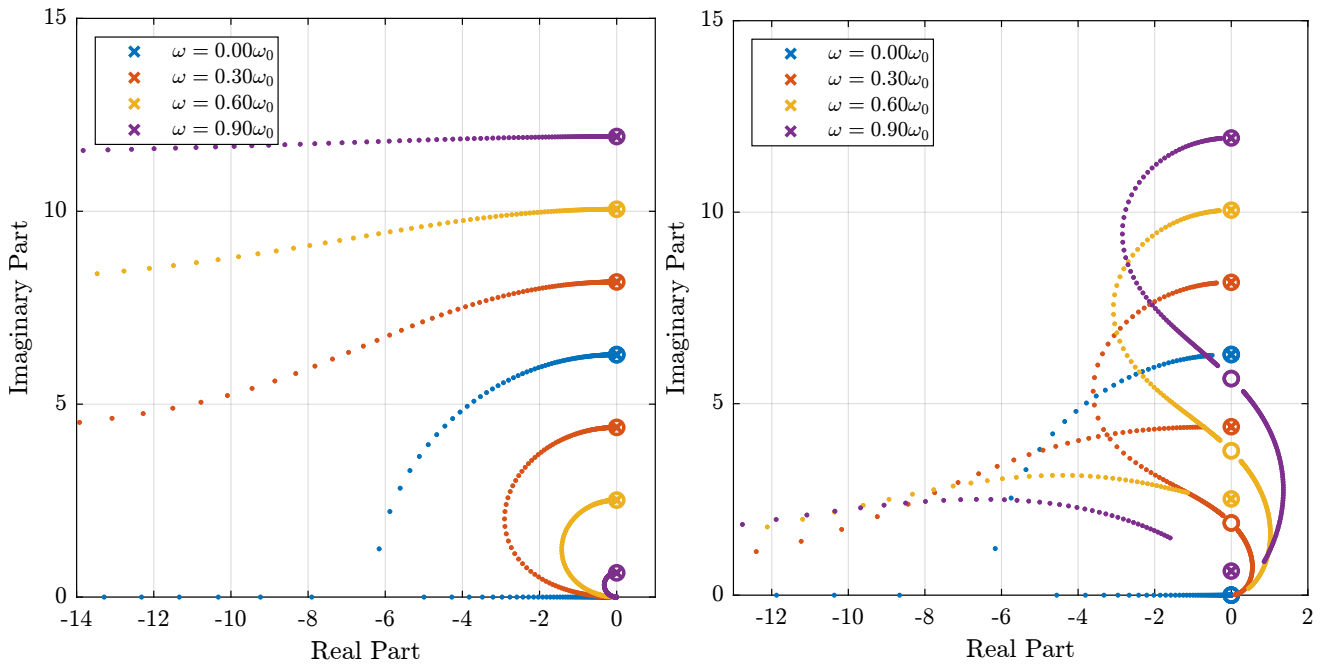 15
10
5
0
Imaginary Part
ω = 0.00ω₀
ω = 0.30ω₀
ω = 0.60ω₀
ω = 0.90ω₀
-14 -12 -10 -8 -6 -4 -2 0
Real Part
15
10
5
0
Imaginary Part
ω = 0.00ω₀
ω = 0.30ω₀
ω = 0.60ω₀
ω = 0.90ω₀
-12 -10 -8 -6 -4 -2 0 2
Real Part